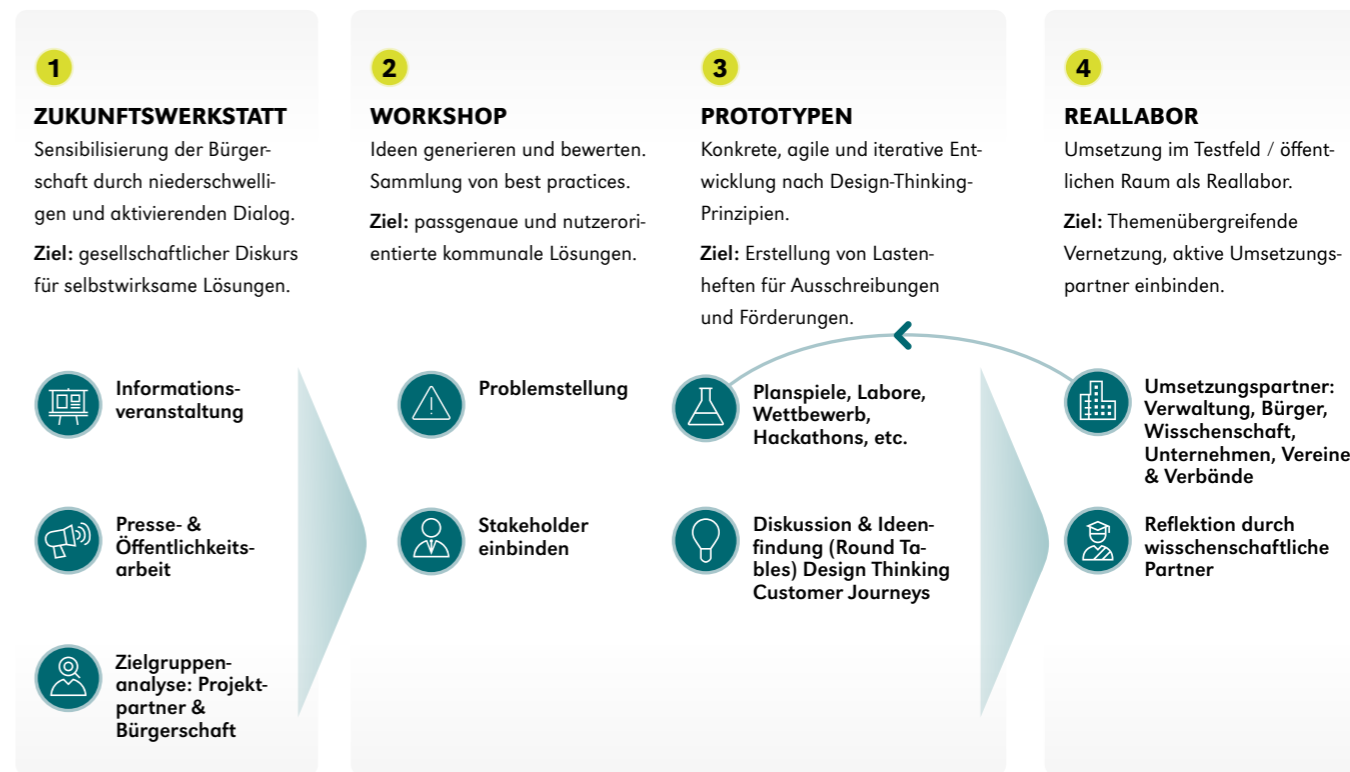 1
ZUKUNFTSWERKSTATT
Sensibilisierung der Bürger-
schaft durch niederschwelli-
gen und aktivierenden Dialog.
Ziel: gesellschaftlicher Diskurs
für selbstwirksame Lösungen.
Informations-
veranstaltung
Presse- &
Öffentlichkeits-
arbeit
Zielgruppen-
analyse: Projekt-
partner &
Bürgerschaft
2
WORKSHOP
Ideen generieren und bewerten.
Sammlung von best practices.
Ziel: passgenaue und nutzerori-
entierte kommunale Lösungen.
Problemstellung
Stakeholder
einbinden
3
PROTOTYPEN
Konkrete, agile und iterative Ent-
wicklung nach Design-Thinking-
Prinzipien.
Ziel: Erstellung von Lasten-
heften für Ausschreibungen
und Förderungen.
Planspiele, Labore,
Wettbewerb,
Hackathons, etc.
Diskussion & Ideen-
findung (Round Ta-
bles) Design Thinking
Customer Journeys
4
REALLABOR
Umsetzung im Testfeld / öffent-
lichen Raum als Reallabor.
Ziel: Themenübergreifende
Vernetzung, aktive Umsetzungs-
partner einbinden.
Umsetzungspartner:
Verwaltung, Bürger,
Wisschenschaft,
Unternehmen, Vereine
& Verbände
Reflektion durch
wisschenschaftliche
Partner